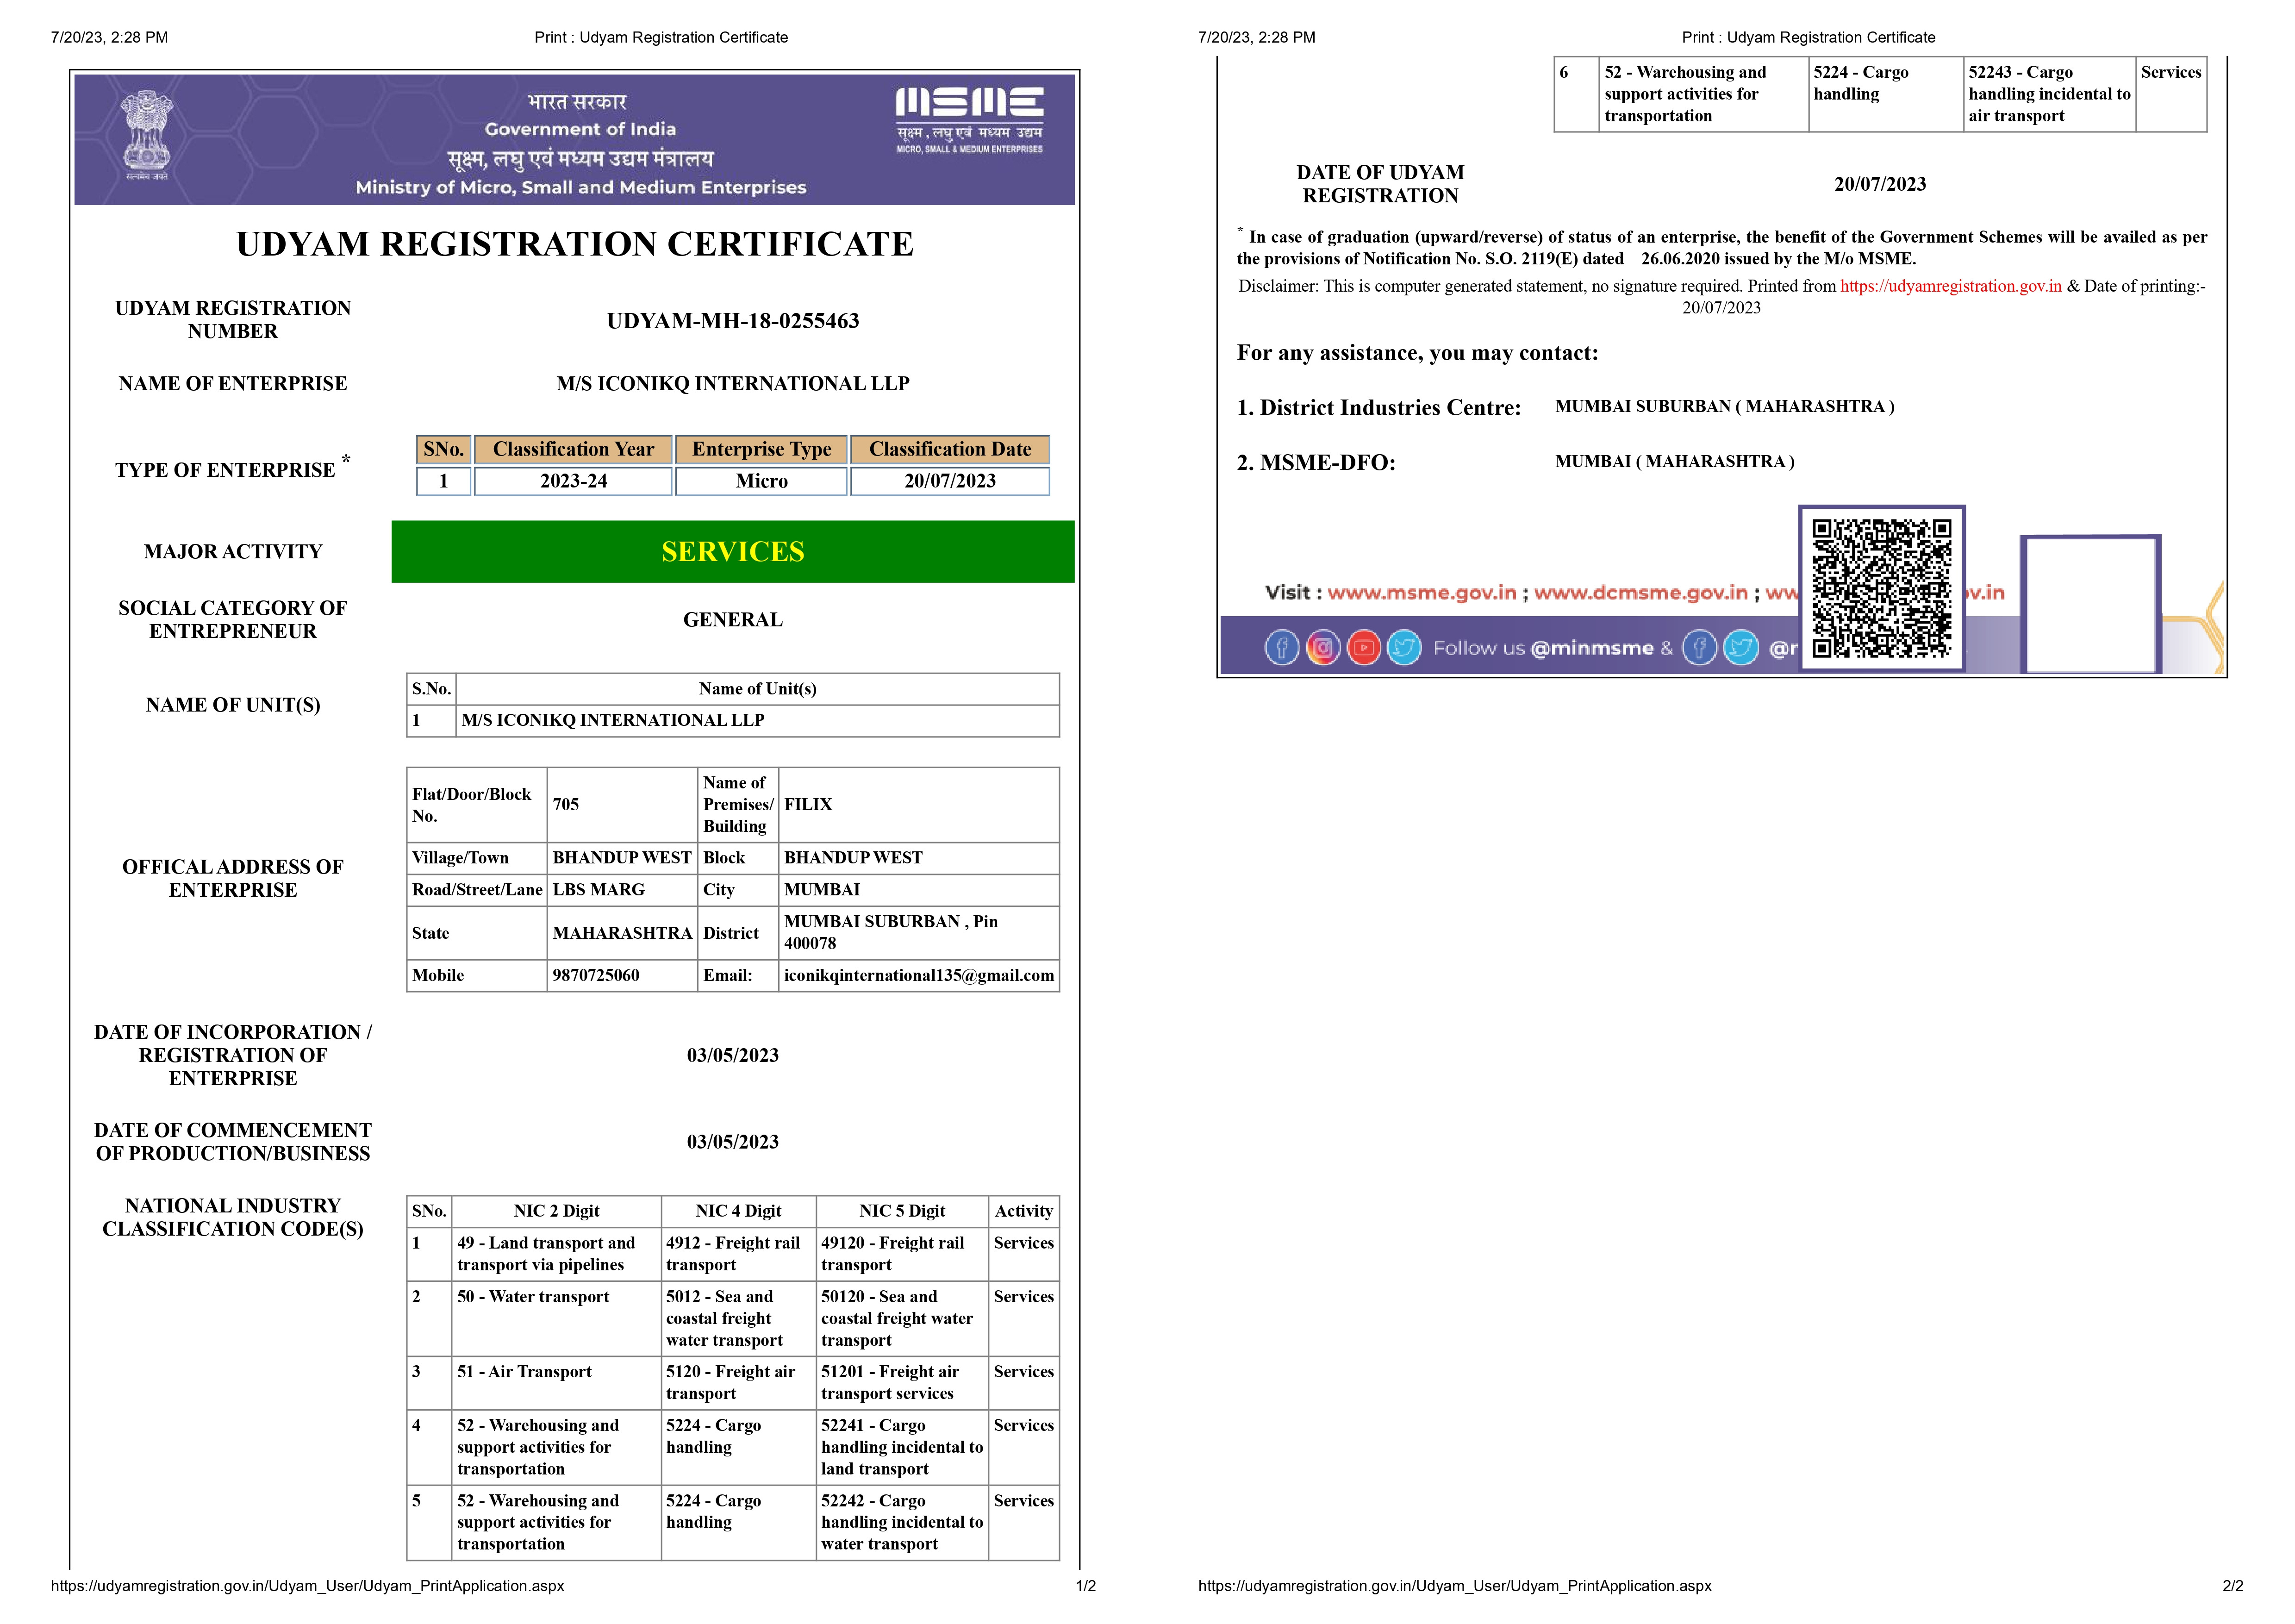 7/20/23, 2:28 PM
Print : Udyam Registration Certificate
भारत सरकार
Government of India
सूक्ष्म, लघु एवं मध्यम उद्यम मंत्रालय
Ministry of Micro, Small and Medium Enterprises
सत्यमेव जयते
MSME
सूक्ष्म , लघु एवं मध्यम उद्यम
MICRO, SMALL & MEDIUM ENTERPRISES
UDYAM REGISTRATION CERTIFICATE
UDYAM REGISTRATION
NUMBER
UDYAM-MH-18-0255463
NAME OF ENTERPRISE
M/S ICONIKQ INTERNATIONAL LLP
TYPE OF ENTERPRISE *
SNo. Classification Year Enterprise Type Classification Date
1 2023-24 Micro 20/07/2023
MAJOR ACTIVITY
SERVICES
SOCIAL CATEGORY OF
ENTREPRENEUR
GENERAL
NAME OF UNIT(S)
S.No. Name of Unit(s)
1 M/S ICONIKQ INTERNATIONAL LLP
OFFICAL ADDRESS OF
ENTERPRISE
Flat/Door/Block
No.
705
Name of
Premises/
Building
FILIX
Village/Town BHANDUP WEST Block BHANDUP WEST
Road/Street/Lane LBS MARG City MUMBAI
State MAHARASHTRA District
MUMBAI SUBURBAN , Pin
400078
Mobile 9870725060 Email: iconikqinternational135@gmail.com
DATE OF INCORPORATION /
REGISTRATION OF
ENTERPRISE
03/05/2023
DATE OF COMMENCEMENT
OF PRODUCTION/BUSINESS
03/05/2023
NATIONAL INDUSTRY
CLASSIFICATION CODE(S)
SNo. NIC 2 Digit NIC 4 Digit NIC 5 Digit Activity
1 49 - Land transport and 4912 - Freight rail 49120 - Freight rail Services
transport via pipelines transport transport
2 50 - Water transport 5012 - Sea and 50120 - Sea and Services
coastal freight coastal freight water
water transport transport
3 51 - Air Transport 5120 - Freight air 51201 - Freight air Services
transport transport services
4 52 - Warehousing and 5224 - Cargo 52241 - Cargo Services
support activities for handling handling incidental to
transportation land transport
5 52 - Warehousing and 5224 - Cargo 52242 - Cargo Services
support activities for handling handling incidental to
transportation water transport
https://udyamregistration.gov.in/Udyam_User/Udyam_PrintApplication.aspx
1/2
7/20/23, 2:28 PM
Print : Udyam Registration Certificate
6 52 - Warehousing and 5224 - Cargo 52243 - Cargo Services
support activities for handling handling incidental to
transportation air transport
DATE OF UDYAM
REGISTRATION
20/07/2023
* In case of graduation (upward/reverse) of status of an enterprise, the benefit of the Government Schemes will be availed as per
the provisions of Notification No. S.O. 2119(E) dated 26.06.2020 issued by the M/o MSME.
Disclaimer: This is computer generated statement, no signature required. Printed from https://udyamregistration.gov.in & Date of printing:-
20/07/2023
For any assistance, you may contact:
1. District Industries Centre: MUMBAI SUBURBAN ( MAHARASHTRA )
2. MSME-DFO: MUMBAI ( MAHARASHTRA )
Visit : www.msme.gov.in ; www.dcmsme.gov.in ; ww ov.in
Follow us @minmsme &
https://udyamregistration.gov.in/Udyam_User/Udyam_PrintApplication.aspx
2/2